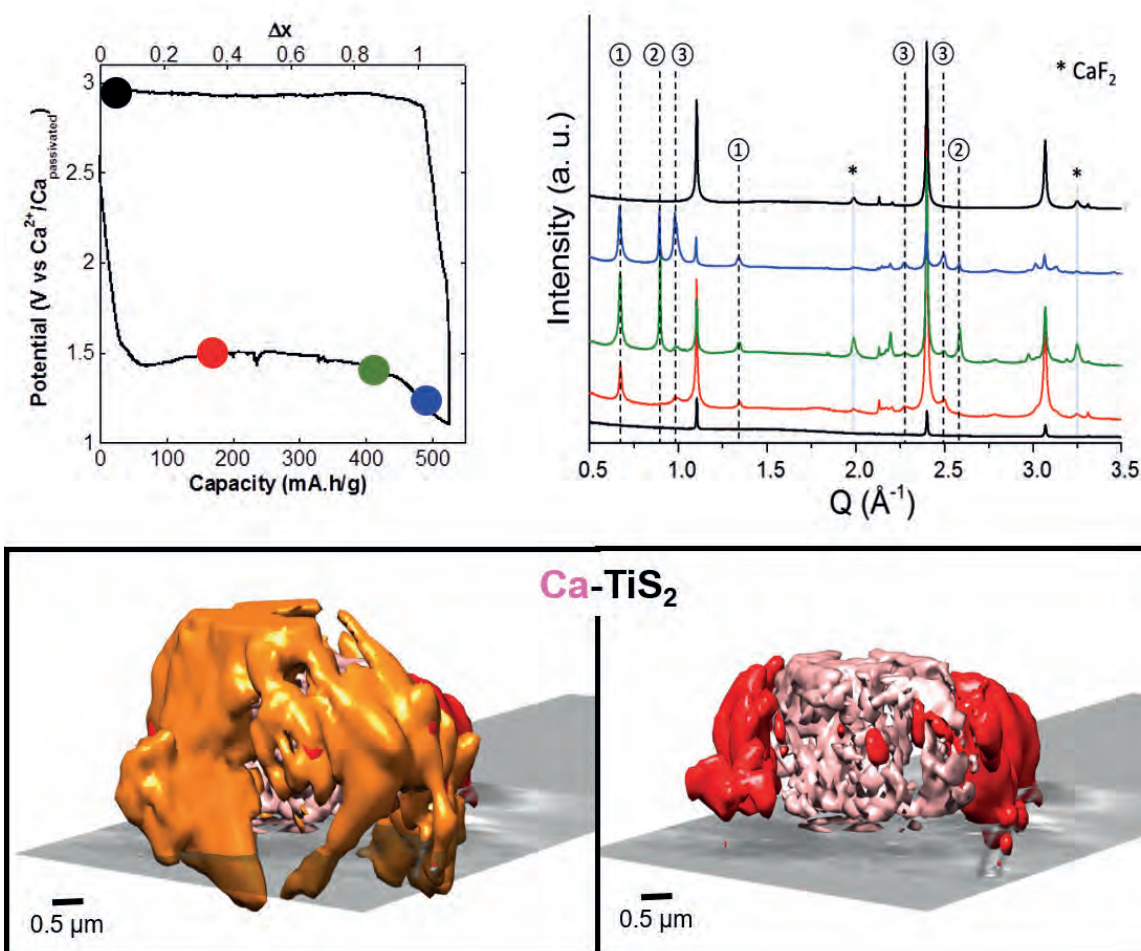 Δx
0 0.2 0.4 0.6 0.8 1
3
2.5
2
1.5
1
Potential (V vs Ca²⁺/Ca passivated)
0 100 200 300 400 500
Capacity (mA.h/g)
① ② ③ ③ ③
* CaF₂
① ②
* *
Intensity (a. u.)
0.5 1.0 1.5 2.0 2.5 3.0 3.5
Q (Å⁻¹)
Ca-TiS₂
0.5 µm
0.5 µm